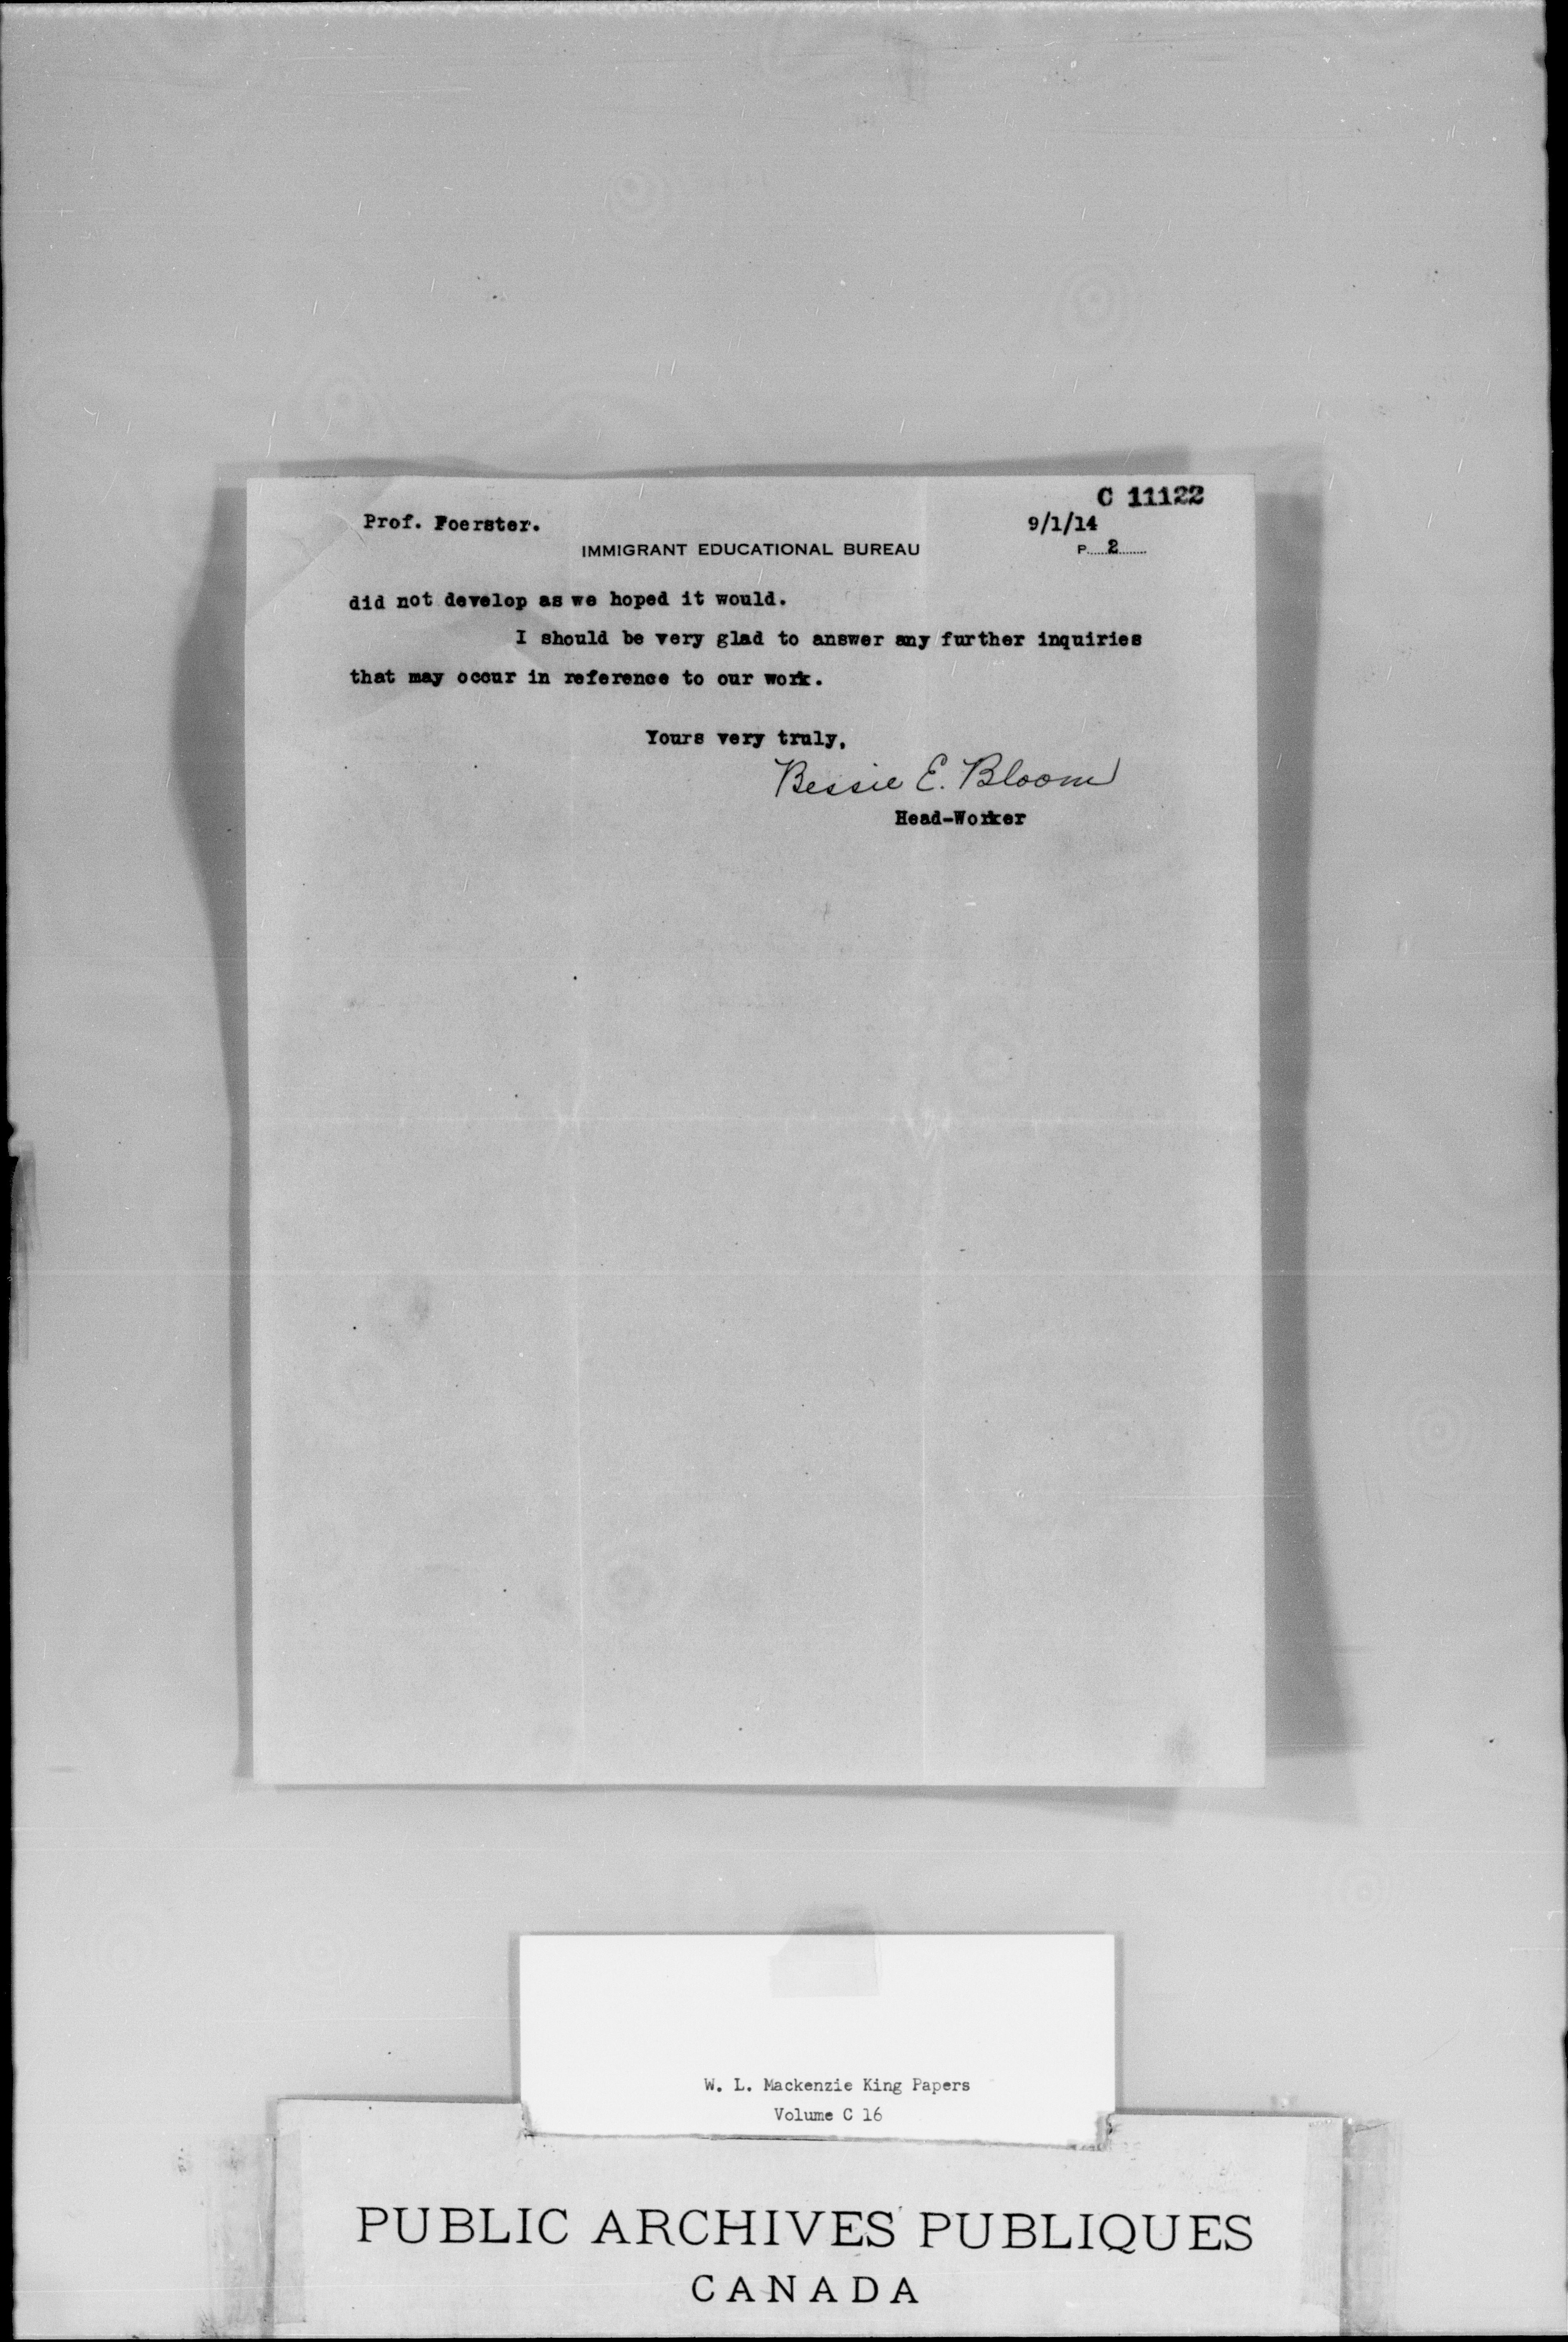 C 11122
Prof. Foerster.
9/1/14
IMMIGRANT EDUCATIONAL BUREAU
P.....2.......
did not develop as we hoped it would.
I should be very glad to answer any further inquiries
that may occur in reference to our work.
Yours very truly,
Bessie E. Bloom
Head-Worker
W. L. Mackenzie King Papers
Volume C 16
PUBLIC ARCHIVES PUBLIQUES
CANADA